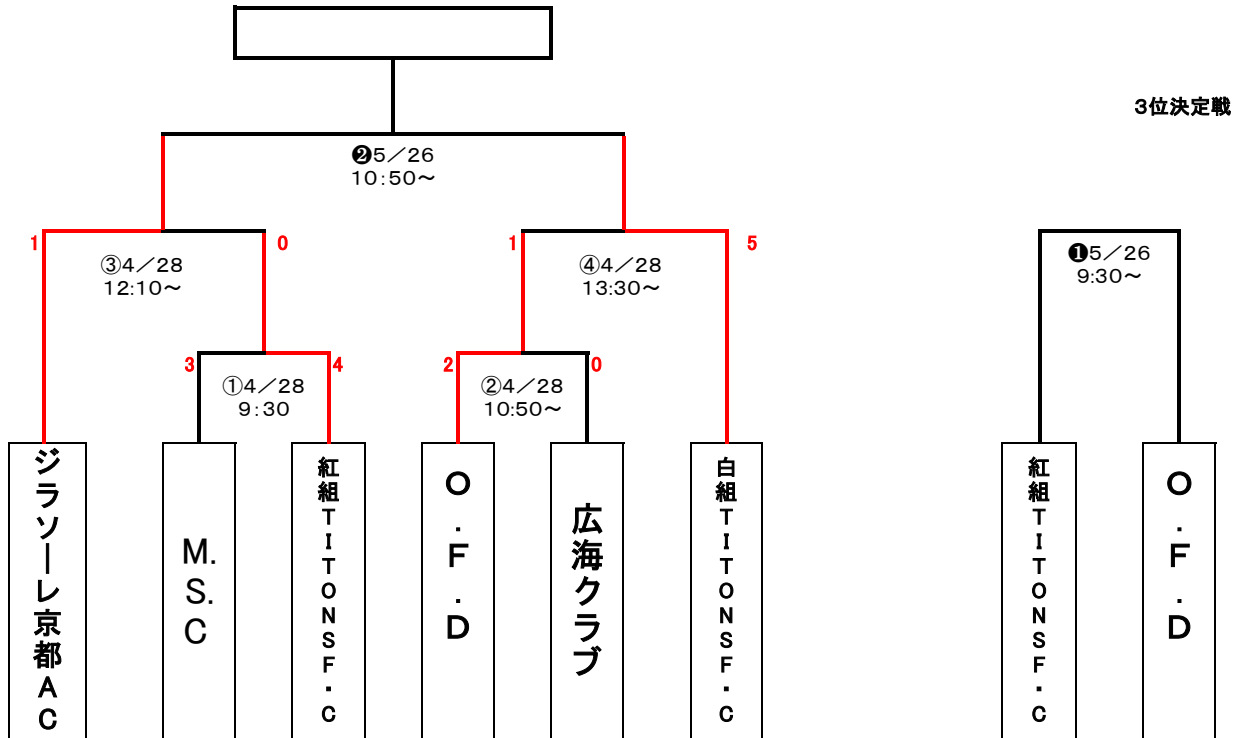 3位決定戦
❷5/26
10:50～
1
0
1
5
③4/28
12:10～
④4/28
13:30～
❶5/26
9:30～
3
4
2
0
①4/28
9:30
②4/28
10:50～
ジラソーレ京都AC
M.S.C
紅組TITONSF・C
O.F.D
広海クラブ
白組TITONSF・C
紅組TITONSF・C
O.F.D